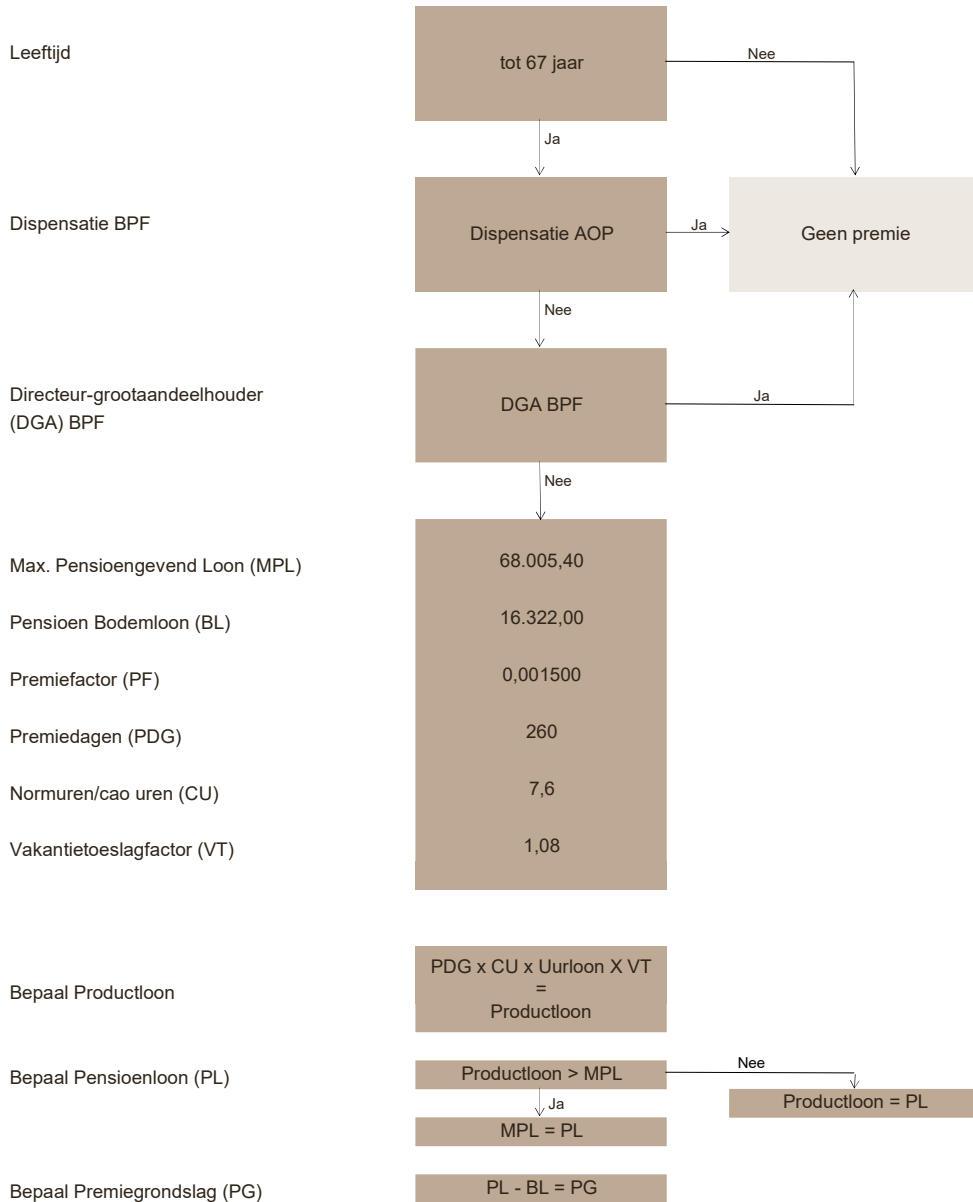 Leeftijd
tot 67 jaar
Nee
Ja
Dispensatie BPF
Dispensatie AOP
Ja
Geen premie
Nee
Directeur-grootaandeelhouder
(DGA) BPF
DGA BPF
Ja
Nee
Max. Pensioengevend Loon (MPL)
68.005,40
Pensioen Bodemloon (BL)
16.322,00
Premiefactor (PF)
0,001500
Premiedagen (PDG)
260
Normuren/cao uren (CU)
7,6
Vakantietoeslagfactor (VT)
1,08
Bepaal Productloon
PDG x CU x Uurloon X VT
=
Productloon
Bepaal Pensioenloon (PL)
Productloon > MPL
Nee
Productloon = PL
Ja
MPL = PL
Bepaal Premiegrondslag (PG)
PL - BL = PG